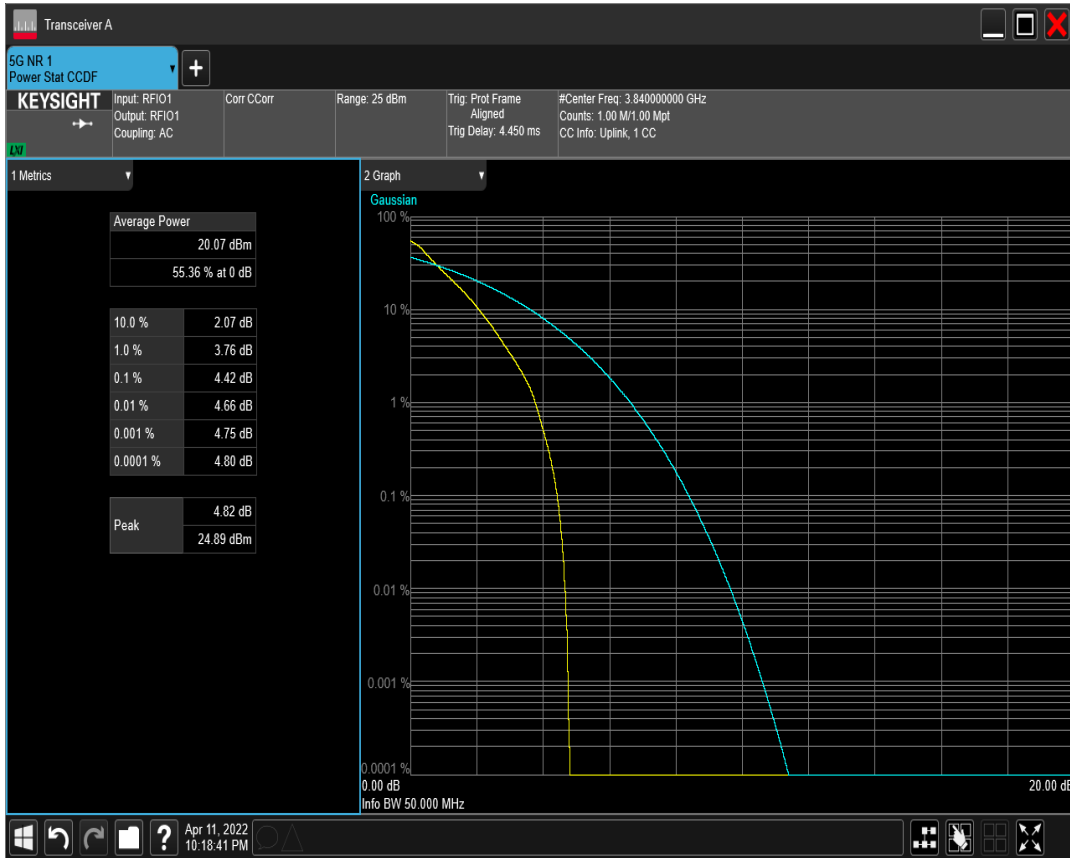 Transceiver A
5G NR 1
Power Stat CCDF
+
KEYSIGHT
LXI
Input: RFIO1
Output: RFIO1
Coupling: AC
Corr CCorr
Range: 25 dBm
Trig: Prot Frame
Aligned
Trig Delay: 4.450 ms
#Center Freq: 3.840000000 GHz
Counts: 1.00 M/1.00 Mpt
CC Info: Uplink, 1 CC
1 Metrics
Average Power
20.07 dBm
55.36 % at 0 dB
10.0 % 2.07 dB
1.0 % 3.76 dB
0.1 % 4.42 dB
0.01 % 4.66 dB
0.001 % 4.75 dB
0.0001 % 4.80 dB
Peak
4.82 dB
24.89 dBm
2 Graph
Gaussian
100 %
10 %
1 %
0.1 %
0.01 %
0.001 %
0.0001 %
0.00 dB
20.00 dB
Info BW 50.000 MHz
?
Apr 11, 2022
10:18:41 PM